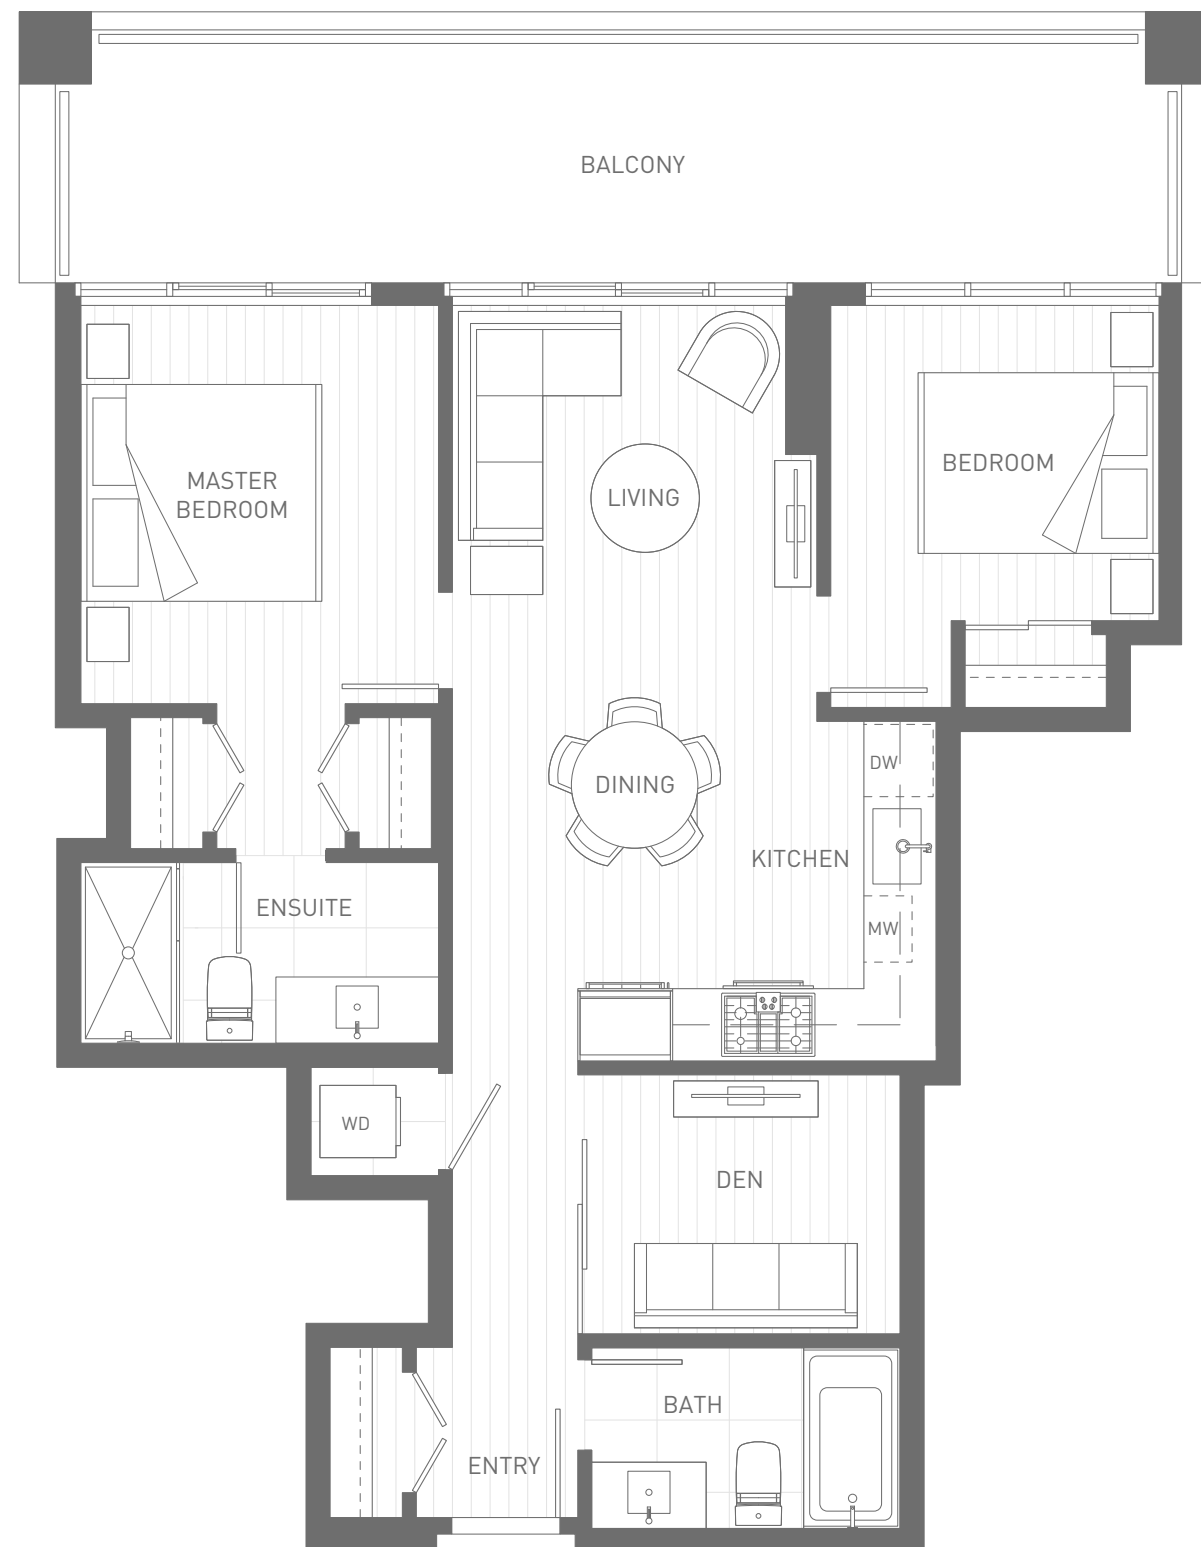 BALCONY
MASTER
BEDROOM
LIVING
BEDROOM
DINING
DW
KITCHEN
MW
ENSUITE
WD
DEN
BATH
ENTRY